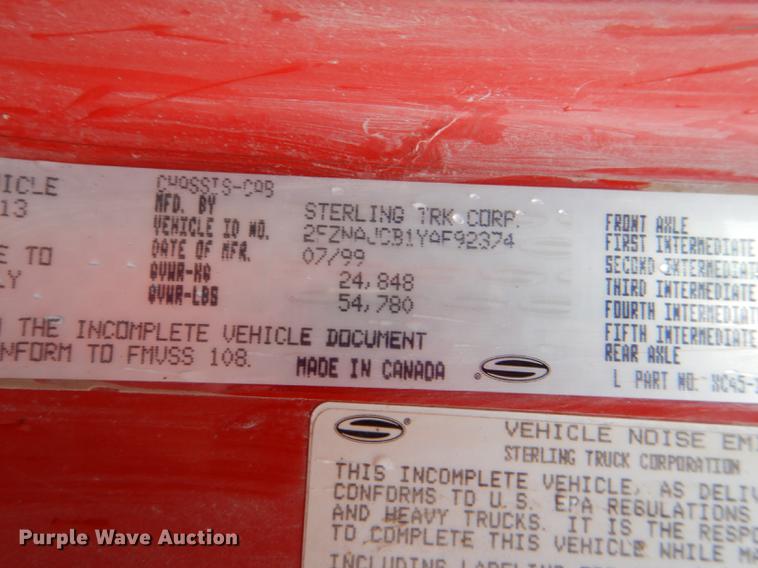 ICLE
13
E TO
LY
THE INCOMPLETE VEHICLE DOCUMENT
NFORM TO FMVSS 108.
CHASSIS-CAB
MFD. BY STERLING TRK CORP.
VEHICLE ID NO. 2FZNAJCB1YAF92374
DATE OF MFR. 07/99
GVWR-KG 24,848
GVWR-LBS 54,780
MADE IN CANADA
FRONT AXLE
FIRST INTERMEDIATE
SECOND INTERMEDIATE
THIRD INTERMEDIATE
FOURTH INTERMEDIATE
FIFTH INTERMEDIATE
REAR AXLE
L PART NO: XC45-
VEHICLE NOISE EMI
STERLING TRUCK CORPORATION
THIS INCOMPLETE VEHICLE, AS DELIV
CONFORMS TO U.S. EPA REGULATIONS
AND HEAVY TRUCKS. IT IS THE RESPO
TO COMPLETE THIS VEHICLE WHILE MA
INCLUDING LABELING
Purple Wave Auction